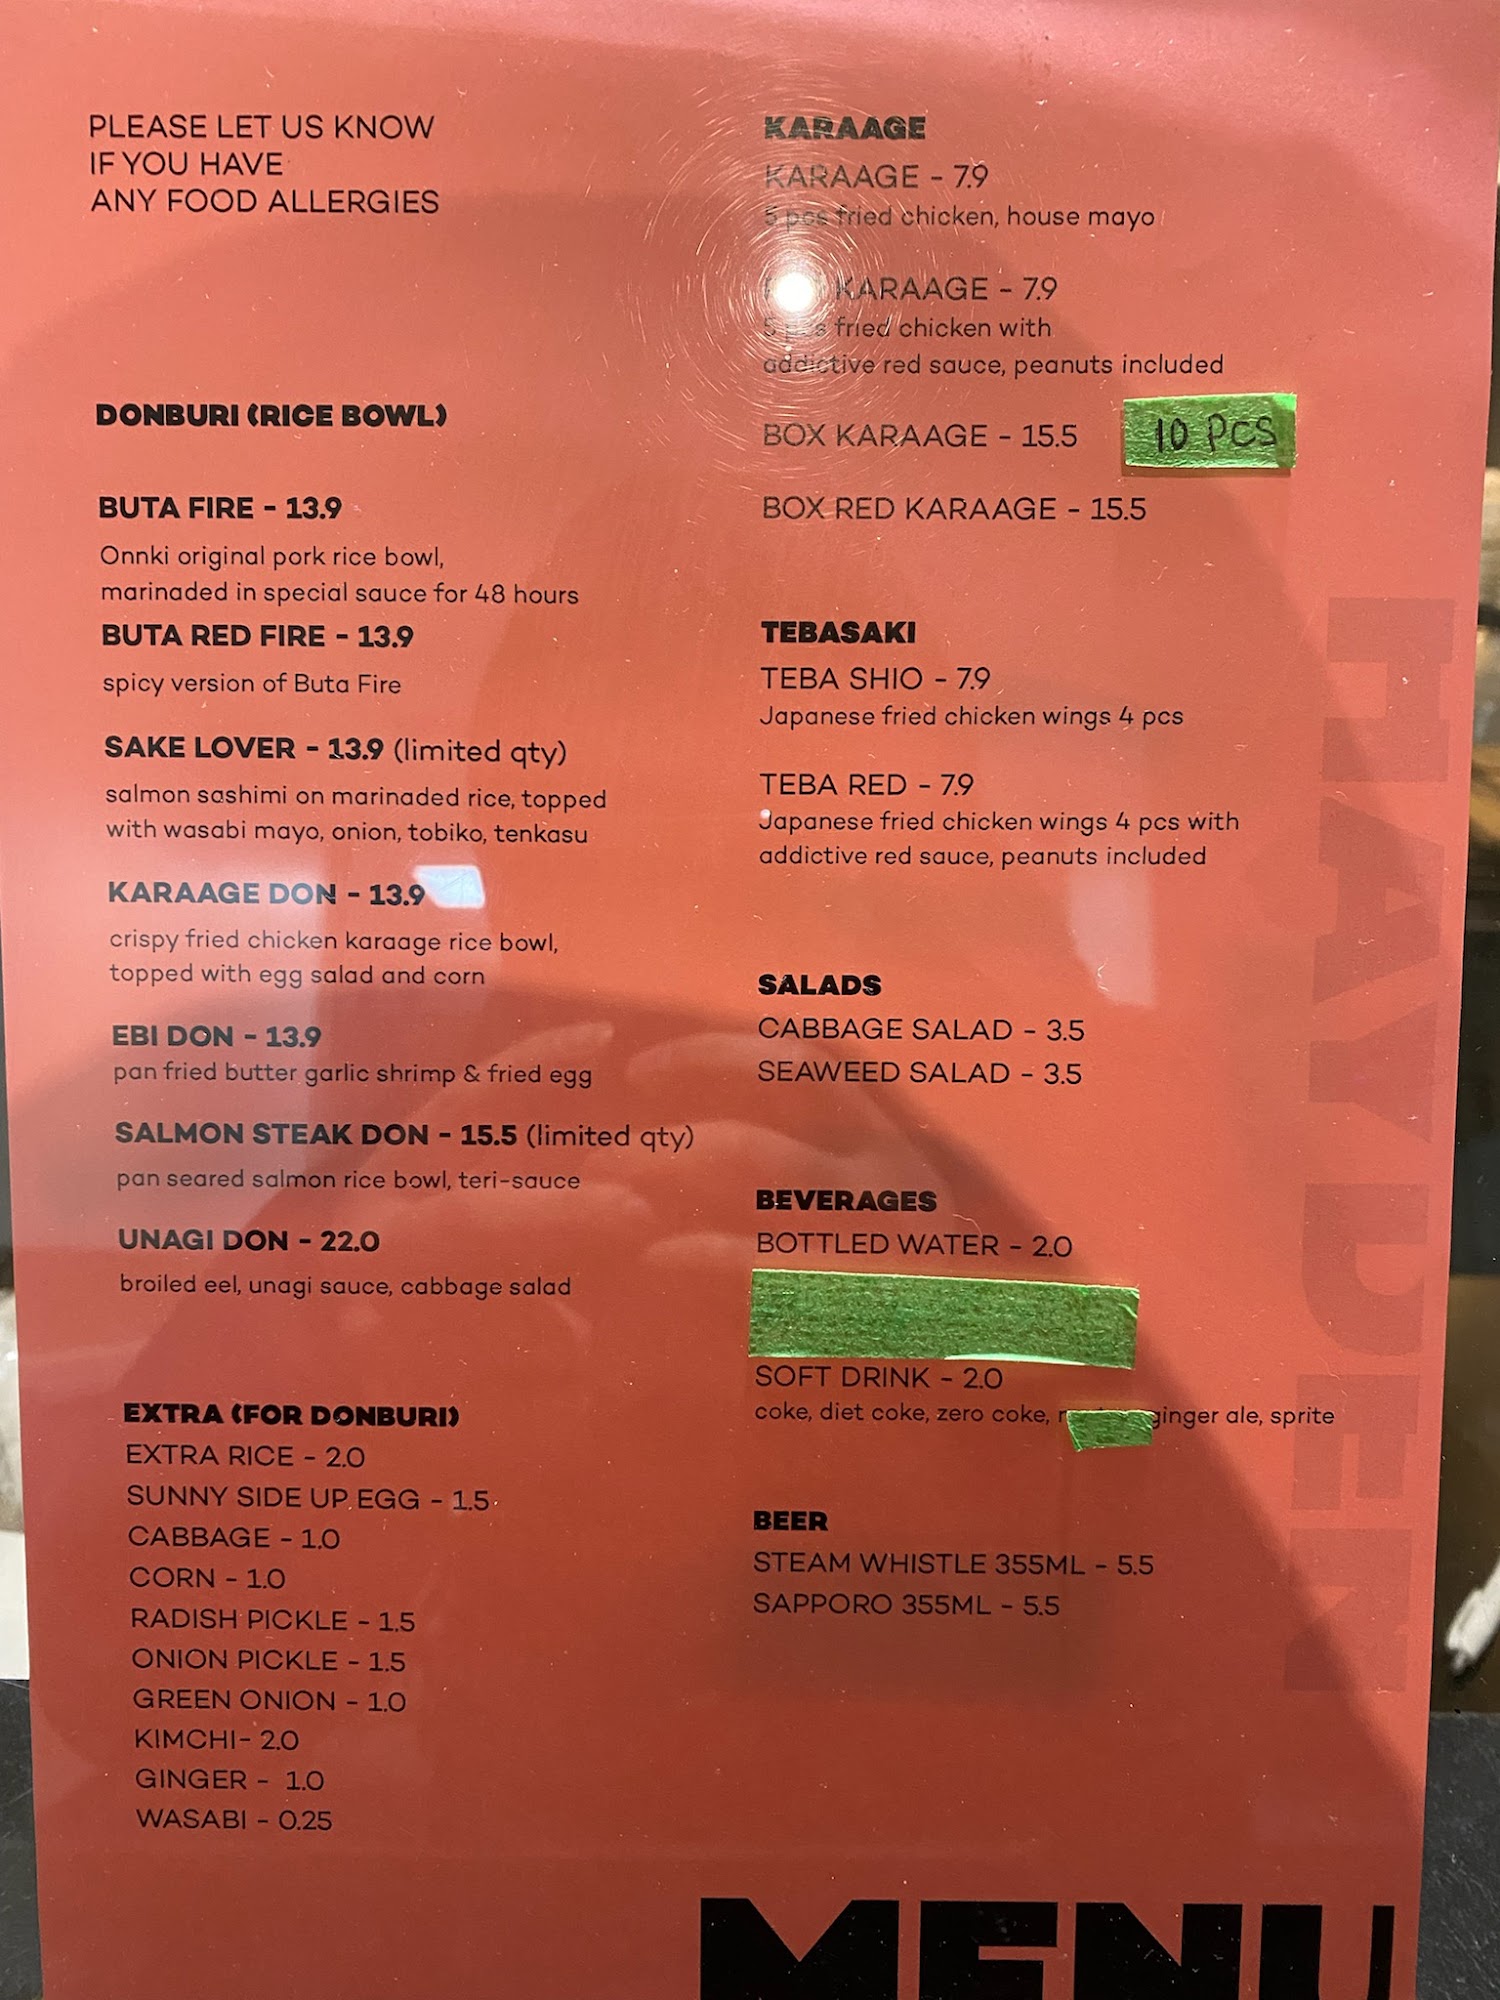 PLEASE LET US KNOW
IF YOU HAVE
ANY FOOD ALLERGIES
DONBURI (RICE BOWL)
BUTA FIRE - 13.9
Onnki original pork rice bowl,
marinaded in special sauce for 48 hours
BUTA RED FIRE - 13.9
spicy version of Buta Fire
SAKE LOVER - 13.9 (limited qty)
salmon sashimi on marinaded rice, topped
with wasabi mayo, onion, tobiko, tenkasu
KARAAGE DON - 13.9
crispy fried chicken karaage rice bowl,
topped with egg salad and corn
EBI DON - 13.9
pan fried butter garlic shrimp & fried egg
SALMON STEAK DON - 15.5 (limited qty)
pan seared salmon rice bowl, teri-sauce
UNAGI DON - 22.0
broiled eel, unagi sauce, cabbage salad
EXTRA (FOR DONBURI)
EXTRA RICE - 2.0
SUNNY SIDE UP EGG - 1.5
CABBAGE - 1.0
CORN - 1.0
RADISH PICKLE - 1.5
ONION PICKLE - 1.5
GREEN ONION - 1.0
KIMCHI- 2.0
GINGER - 1.0
WASABI - 0.25
KARAAGE
KARAAGE - 7.9
5 pcs fried chicken, house mayo
KARAAGE - 7.9
5 pcs fried chicken with
addictive red sauce, peanuts included
BOX KARAAGE - 15.5 10 PCS
BOX RED KARAAGE - 15.5
TEBASAKI
TEBA SHIO - 7.9
Japanese fried chicken wings 4 pcs
TEBA RED - 7.9
Japanese fried chicken wings 4 pcs with
addictive red sauce, peanuts included
SALADS
CABBAGE SALAD - 3.5
SEAWEED SALAD - 3.5
BEVERAGES
BOTTLED WATER - 2.0
SOFT DRINK - 2.0
coke, diet coke, zero coke, ginger ale, sprite
BEER
STEAM WHISTLE 355ML - 5.5
SAPPORO 355ML - 5.5
HAYDEN
MENU